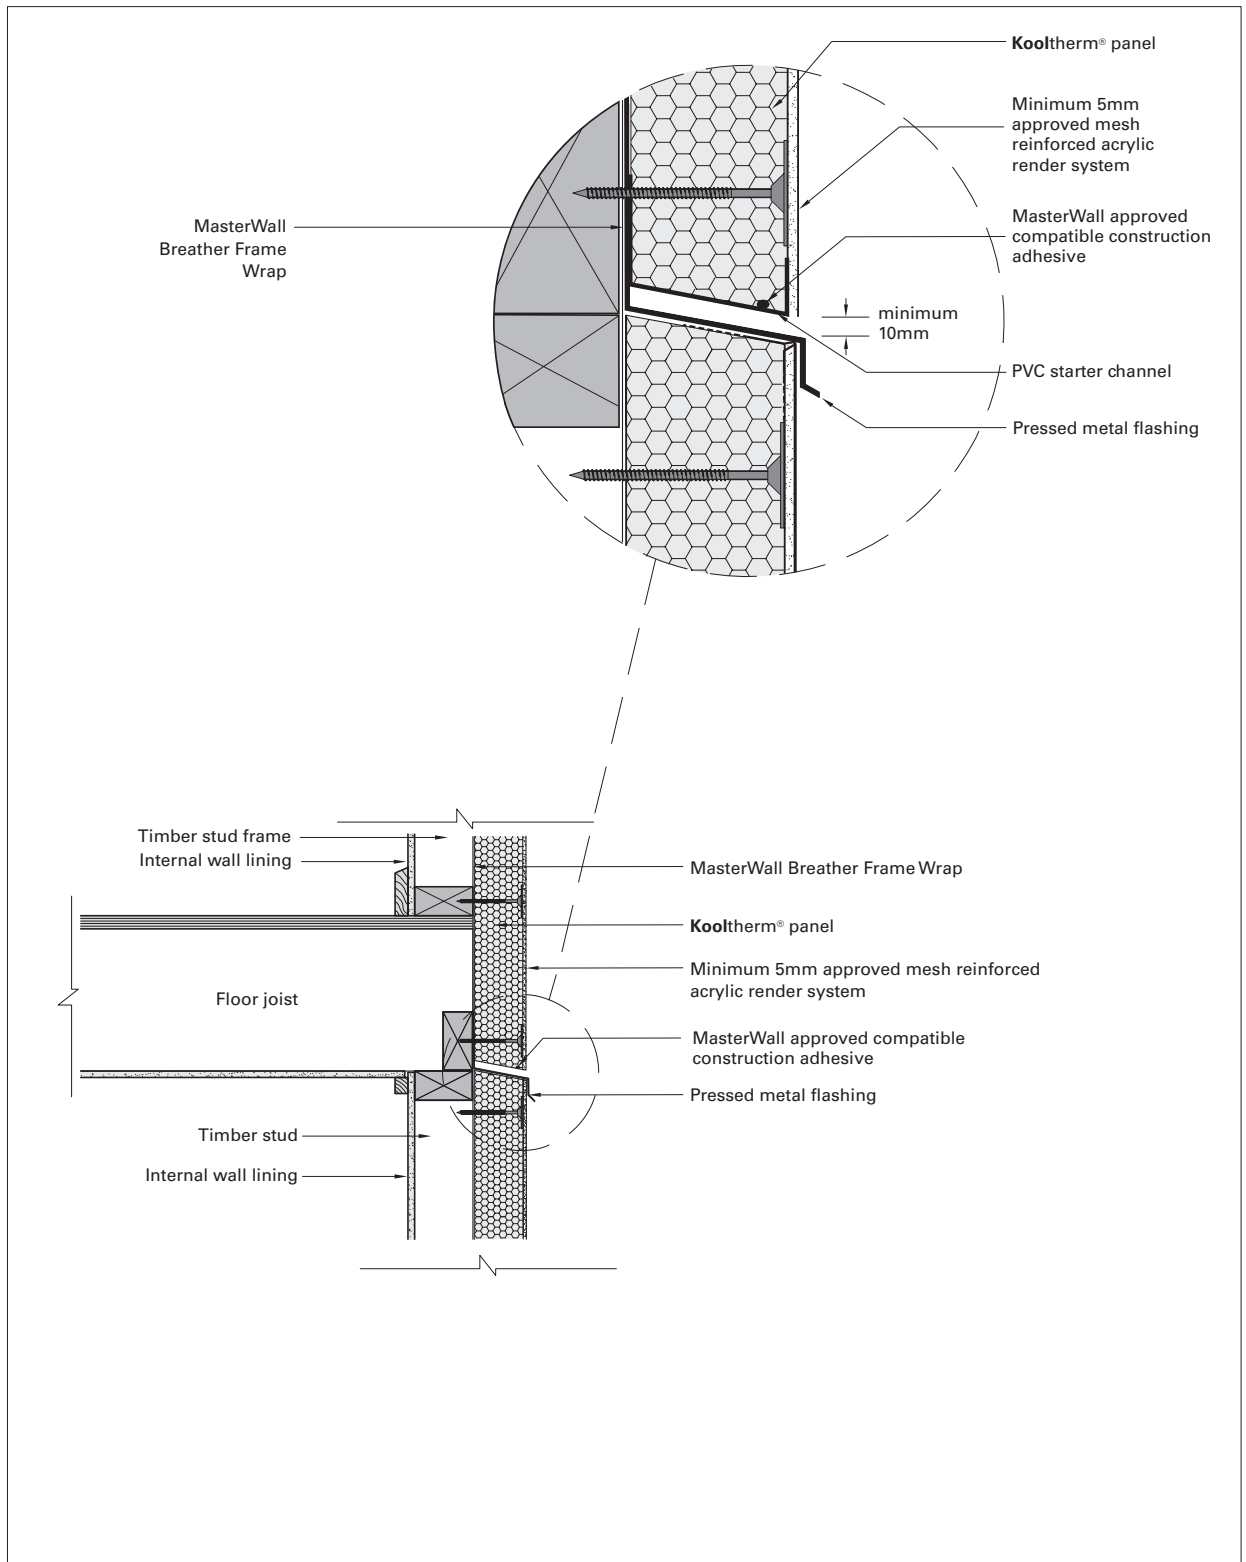 Kooltherm® panel
Minimum 5mm
approved mesh
reinforced acrylic
render system
MasterWall
Breather Frame
Wrap
MasterWall approved
compatible construction
adhesive
minimum
10mm
PVC starter channel
Pressed metal flashing
Timber stud frame
Internal wall lining
MasterWall Breather Frame Wrap
Kooltherm® panel
Minimum 5mm approved mesh reinforced
acrylic render system
Floor joist
MasterWall approved compatible
construction adhesive
Pressed metal flashing
Timber stud
Internal wall lining